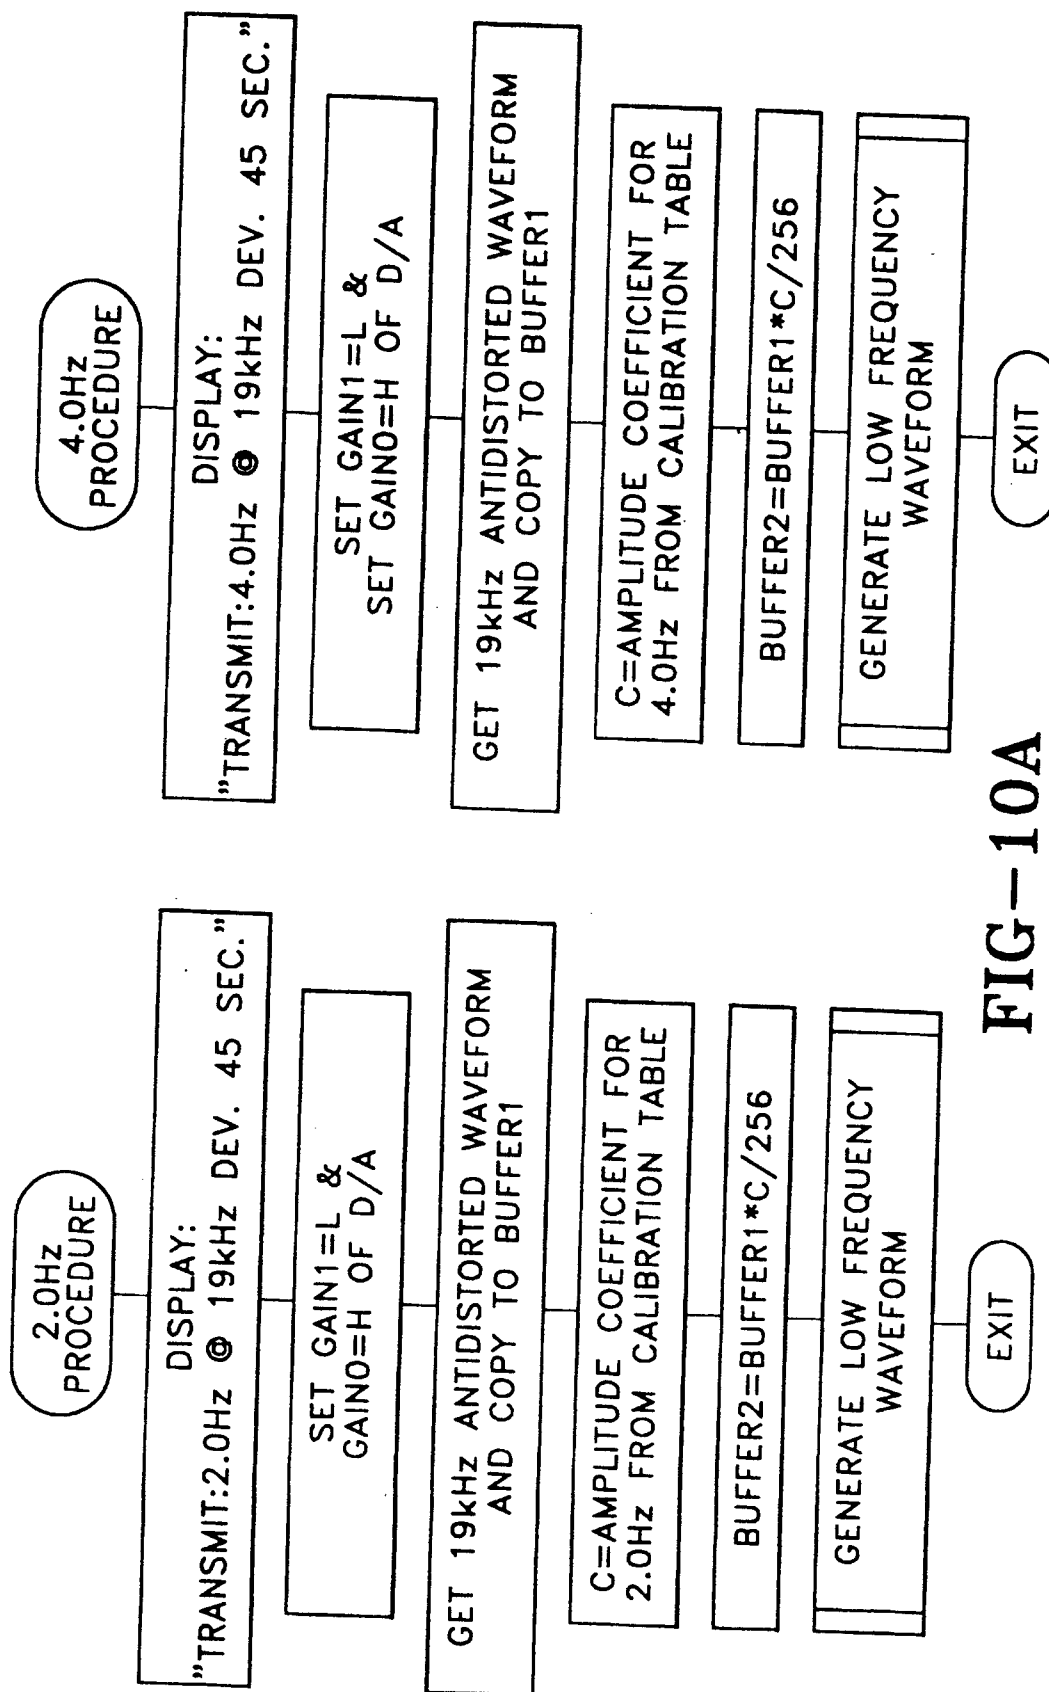 2.0Hz
PROCEDURE
DISPLAY:
"TRANSMIT:2.0Hz @ 19kHz DEV. 45 SEC."
SET GAIN1=L &
GAIN0=H OF D/A
GET 19kHz ANTIDISTORTED WAVEFORM
AND COPY TO BUFFER1
C=AMPLITUDE COEFFICIENT FOR
2.0Hz FROM CALIBRATION TABLE
BUFFER2=BUFFER1*C/256
GENERATE LOW FREQUENCY
WAVEFORM
EXIT
4.0Hz
PROCEDURE
DISPLAY:
"TRANSMIT:4.0Hz @ 19kHz DEV. 45 SEC."
SET GAIN1=L &
SET GAIN0=H OF D/A
GET 19kHz ANTIDISTORTED WAVEFORM
AND COPY TO BUFFER1
C=AMPLITUDE COEFFICIENT FOR
4.0Hz FROM CALIBRATION TABLE
BUFFER2=BUFFER1*C/256
GENERATE LOW FREQUENCY
WAVEFORM
EXIT
FIG-10A